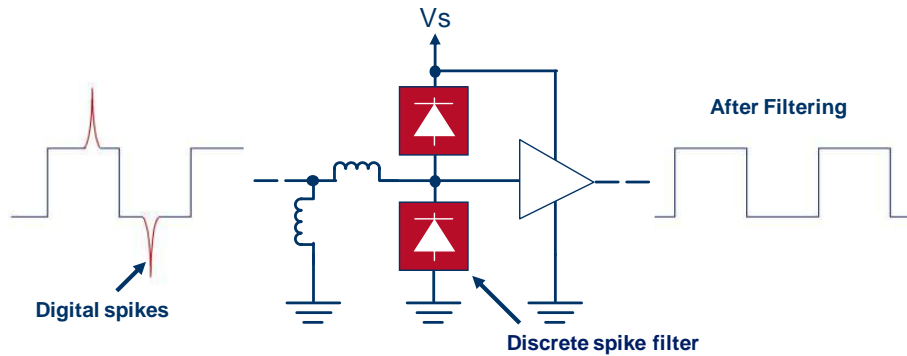 Vs
After Filtering
Digital spikes
Discrete spike filter